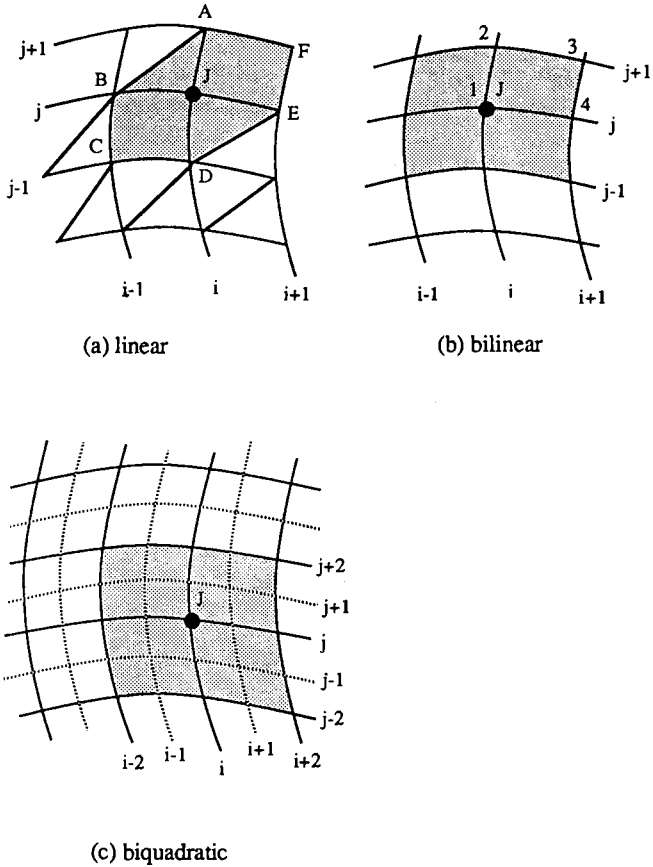 A
j+1
F
B
J
j
E
C
D
j-1
i-1
i
i+1
(a) linear
2
3
j+1
1
J
4
j
j-1
i-1
i
i+1
(b) bilinear
j+2
J
j+1
j
j-1
j-2
i-2
i-1
i
i+1
i+2
(c) biquadratic